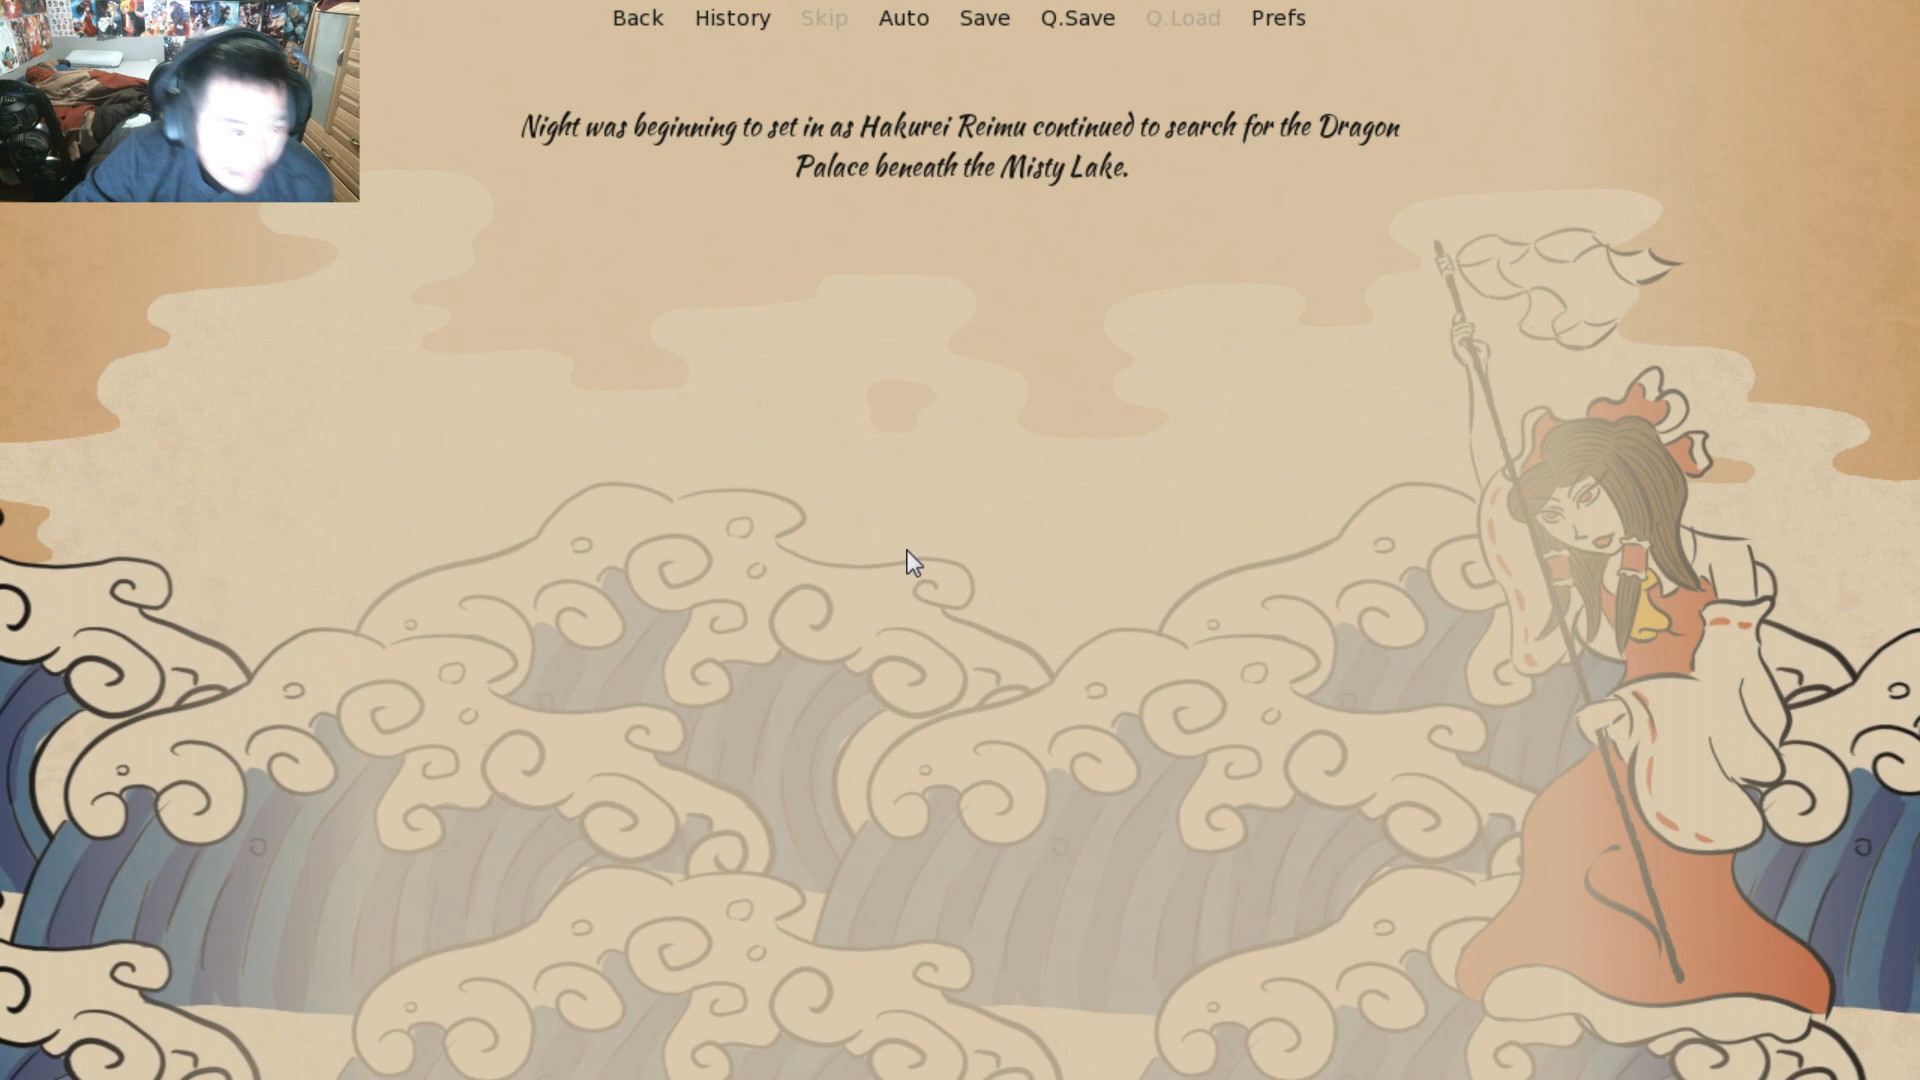 Back History Skip Auto Save Q.Save Q.Load Prefs
Night was beginning to set in as Hakurei Reimu continued to search for the Dragon
Palace beneath the Misty Lake.